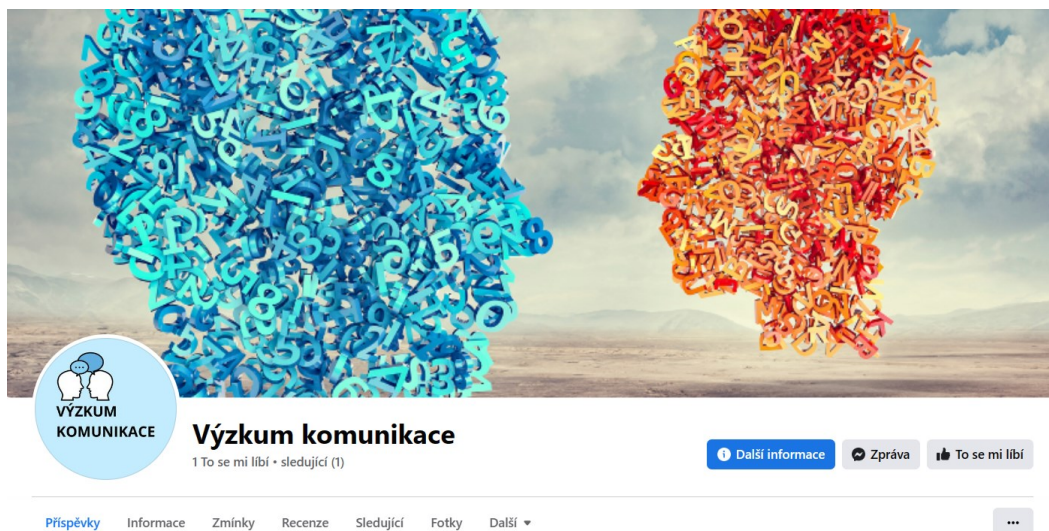 VÝZKUM
KOMUNIKACE
Výzkum komunikace
1 To se mi líbí • sledující (1)
Další informace
Zpráva
To se mi líbí
Příspěvky
Informace
Zmínky
Recenze
Sledující
Fotky
Další